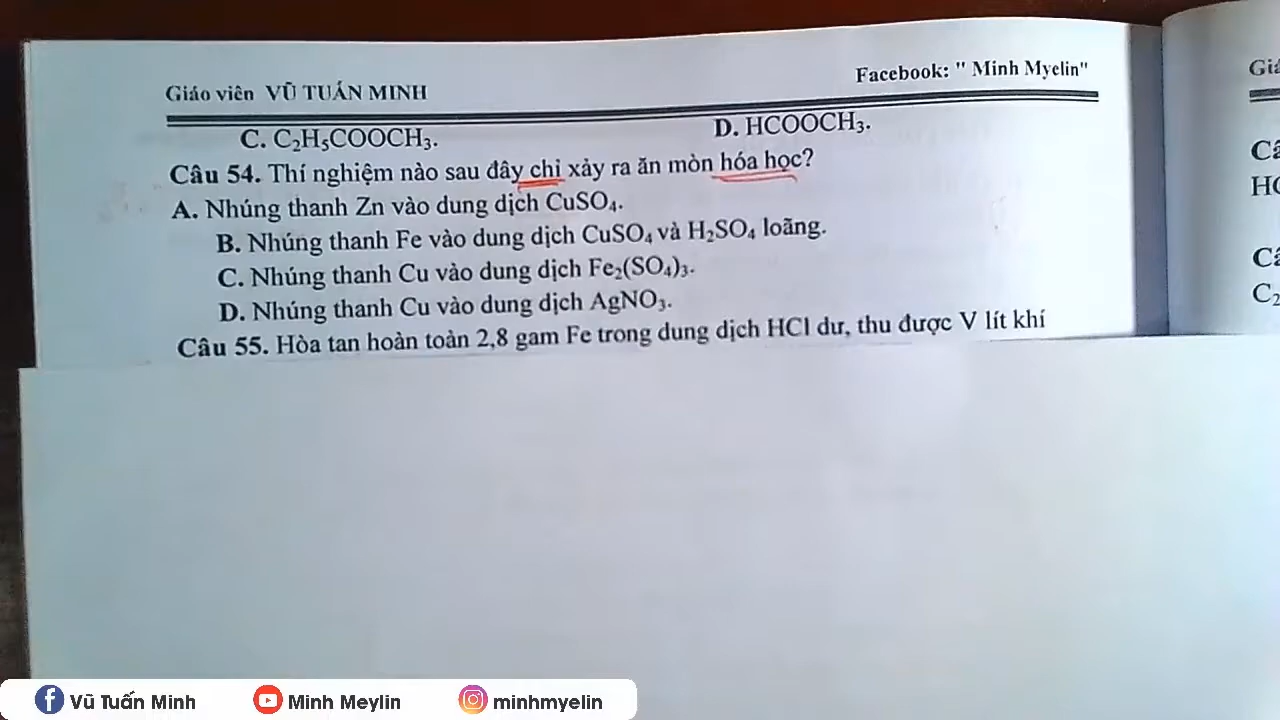 Giáo viên VŨ TUẤN MINH
Facebook: " Minh Myelin"
C. C₂H₅COOCH₃.
D. HCOOCH₃.
Câu 54. Thí nghiệm nào sau đây chỉ xảy ra ăn mòn hóa học?
A. Nhúng thanh Zn vào dung dịch CuSO₄.
B. Nhúng thanh Fe vào dung dịch CuSO₄ và H₂SO₄ loãng.
C. Nhúng thanh Cu vào dung dịch Fe₂(SO₄)₃.
D. Nhúng thanh Cu vào dung dịch AgNO₃.
Câu 55. Hòa tan hoàn toàn 2,8 gam Fe trong dung dịch HCl dư, thu được V lít khí
Vũ Tuấn Minh
Minh Meylin
minhmyelin